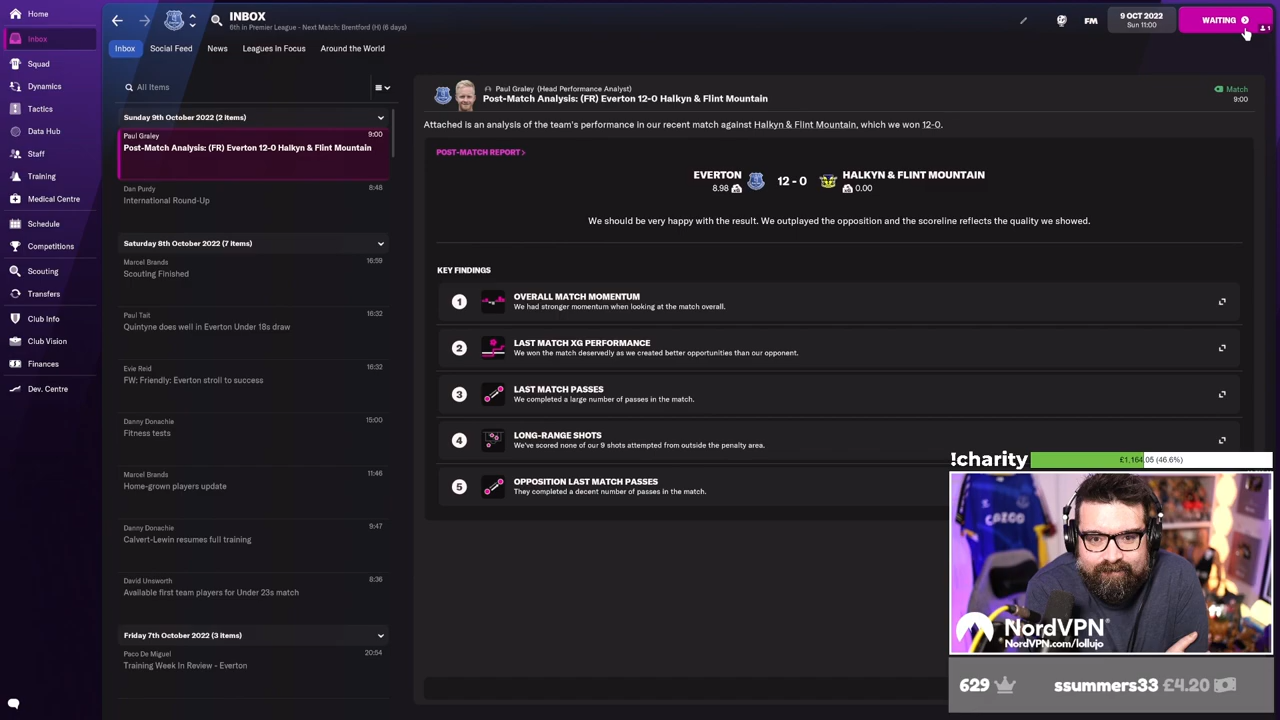 Home
Inbox
Squad
Dynamics
Tactics
Data Hub
Staff
Training
Medical Centre
Schedule
Competitions
Scouting
Transfers
Club Info
Club Vision
Finances
Dev. Centre
INBOX
6th in Premier League - Next Match: Brentford (H) (6 days)
FM
9 OCT 2022
Sun 11:00
WAITING
1
Inbox
Social Feed
News
Leagues in Focus
Around the World
All Items
Sunday 9th October 2022 (2 items)
Paul Graley
9:00
Post-Match Analysis: (FR) Everton 12-0 Halkyn & Flint Mountain
Dan Purdy
8:48
International Round-Up
Saturday 8th October 2022 (7 items)
Marcel Brands
16:59
Scouting Finished
Paul Tait
16:32
Quintyne does well in Everton Under 18s draw
Evie Reid
16:32
FW: Friendly: Everton stroll to success
Danny Donachie
15:00
Fitness tests
Marcel Brands
11:46
Home-grown players update
Danny Donachie
9:47
Calvert-Lewin resumes full training
David Unsworth
8:36
Available first team players for Under 23s match
Friday 7th October 2022 (3 items)
Paco De Miguel
20:54
Training Week In Review - Everton
Paul Graley (Head Performance Analyst)
Post-Match Analysis: (FR) Everton 12-0 Halkyn & Flint Mountain
Match
9:00
Attached is an analysis of the team's performance in our recent match against Halkyn & Flint Mountain, which we won 12-0.
POST-MATCH REPORT >
EVERTON
8.98
12 - 0
HALKYN & FLINT MOUNTAIN
0.00
We should be very happy with the result. We outplayed the opposition and the scoreline reflects the quality we showed.
KEY FINDINGS
1
OVERALL MATCH MOMENTUM
We had stronger momentum when looking at the match overall.
2
LAST MATCH XG PERFORMANCE
We won the match deservedly as we created better opportunities than our opponent.
3
LAST MATCH PASSES
We completed a large number of passes in the match.
4
LONG-RANGE SHOTS
We've scored none of our 9 shots attempted from outside the penalty area.
5
OPPOSITION LAST MATCH PASSES
They completed a decent number of passes in the match.
!charity
£1,164.05 (46.6%)
CAZOO
NordVPN®
NordVPN.com/lollujo
629
ssummers33 £4.20